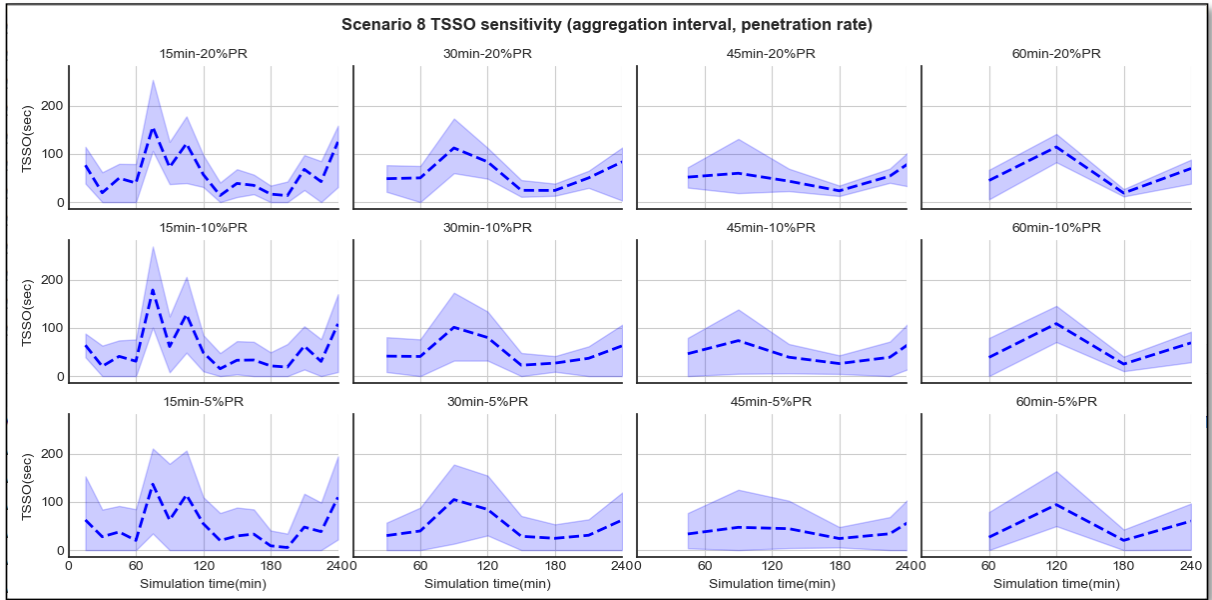 Scenario 8 TSSO sensitivity (aggregation interval, penetration rate)
15min-20%PR 30min-20%PR 45min-20%PR 60min-20%PR
TSSO(sec)
200
100
0
15min-10%PR 30min-10%PR 45min-10%PR 60min-10%PR
TSSO(sec)
200
100
0
15min-5%PR 30min-5%PR 45min-5%PR 60min-5%PR
TSSO(sec)
200
100
0
0 60 120 180 240 0 60 120 180 240 0 60 120 180 240 0 60 120 180 240
Simulation time(min) Simulation time(min) Simulation time(min) Simulation time(min)